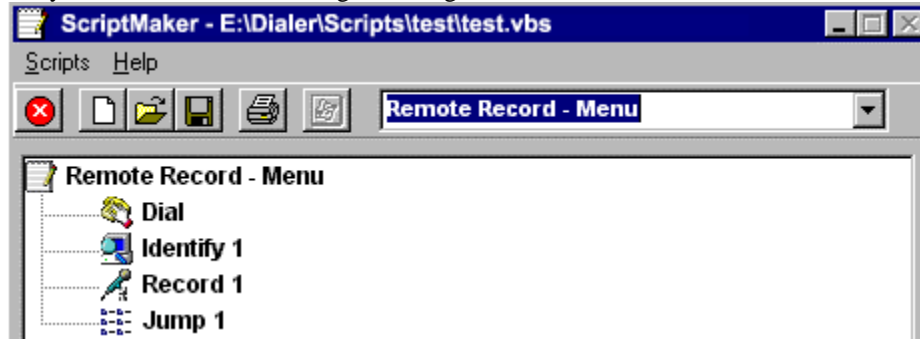 ScriptMaker - E:\Dialer\Scripts\test\test.vbs
Scripts Help
Remote Record - Menu
Remote Record - Menu
Dial
Identify 1
Record 1
Jump 1